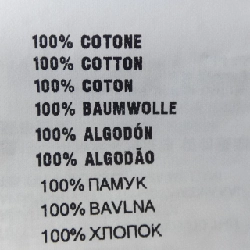 100% COTONE
100% COTTON
100% COTON
100% BAUMWOLLE
100% ALGODÓN
100% ALGODÃO
100% ПАМУК
100% BAVLNA
100% ХЛОПОК